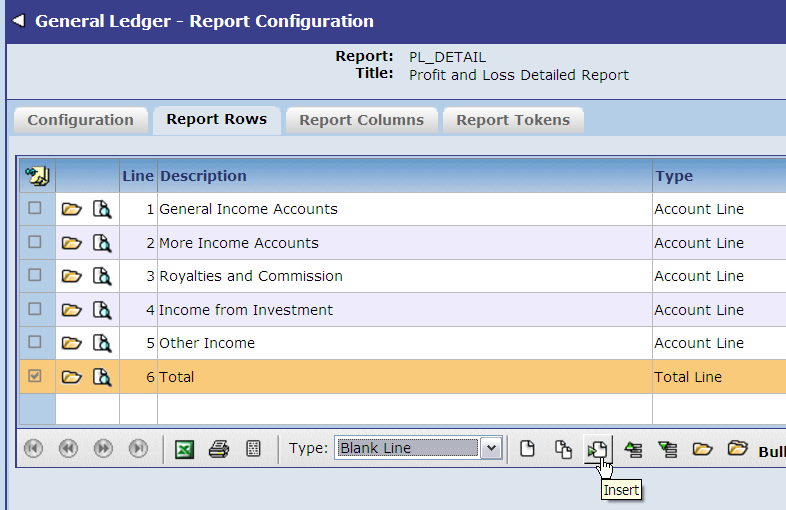 General Ledger - Report Configuration
Report: PL_DETAIL
Title: Profit and Loss Detailed Report
Configuration Report Rows Report Columns Report Tokens
Line Description Type
1 General Income Accounts Account Line
2 More Income Accounts Account Line
3 Royalties and Commission Account Line
4 Income from Investment Account Line
5 Other Income Account Line
6 Total Total Line
Type: Blank Line Bull
Insert